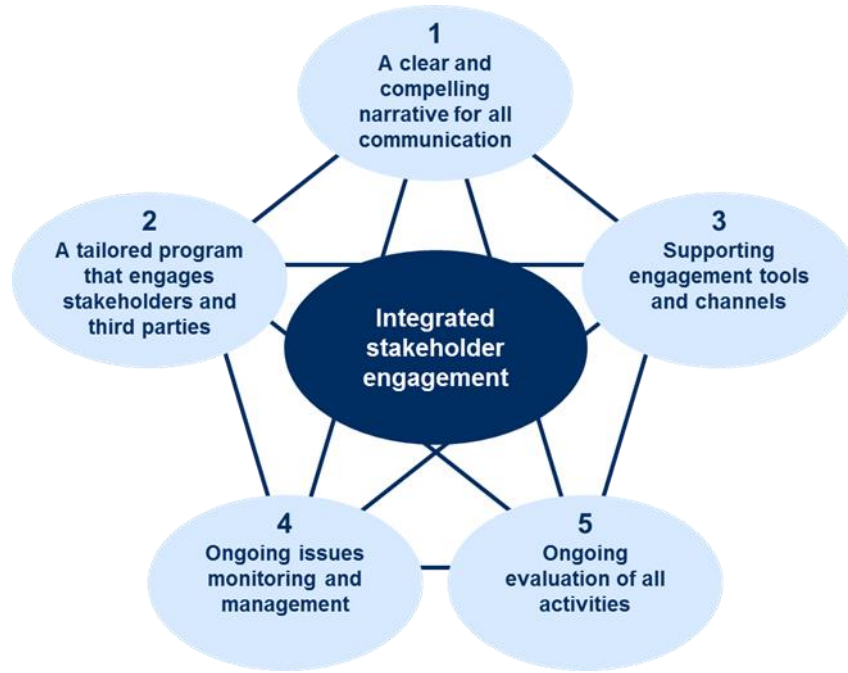 1
A clear and
compelling
narrative for all
communication
2
A tailored program
that engages
stakeholders and
third parties
3
Supporting
engagement tools
and channels
Integrated
stakeholder
engagement
4
Ongoing issues
monitoring and
management
5
Ongoing
evaluation of all
activities